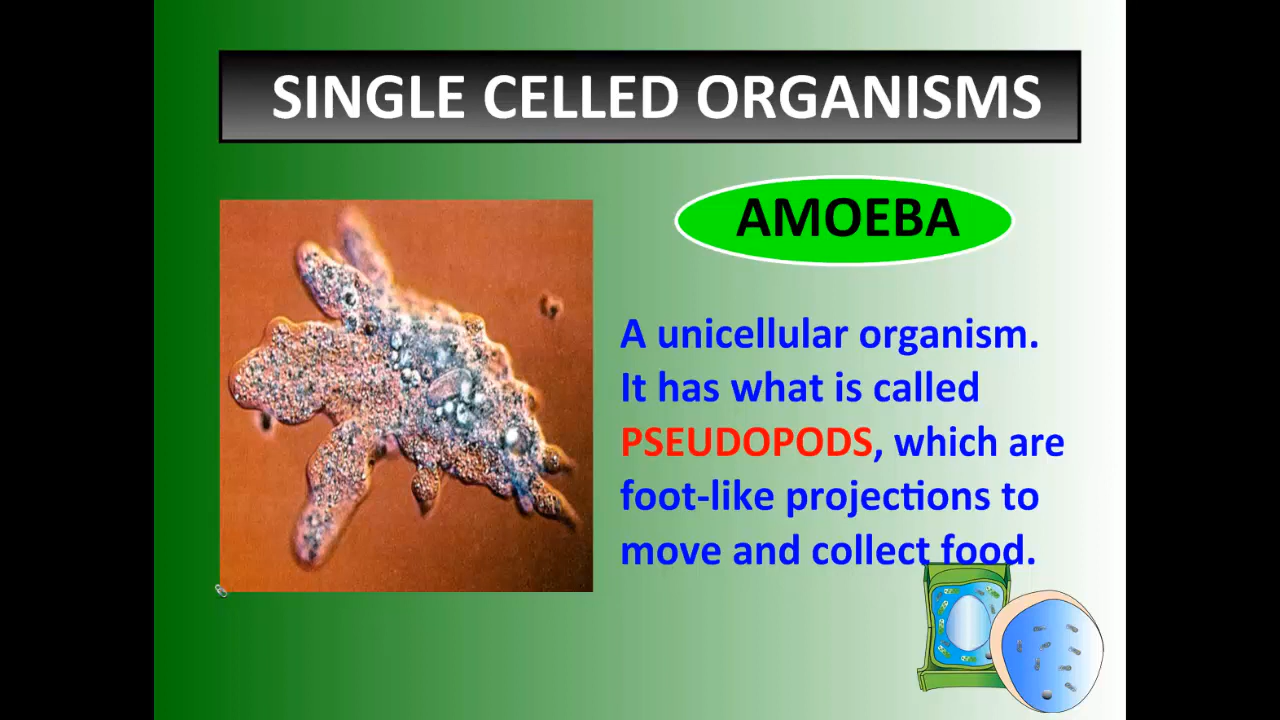 SINGLE CELLED ORGANISMS
AMOEBA
A unicellular organism.
It has what is called
PSEUDOPODS, which are
foot-like projections to
move and collect food.